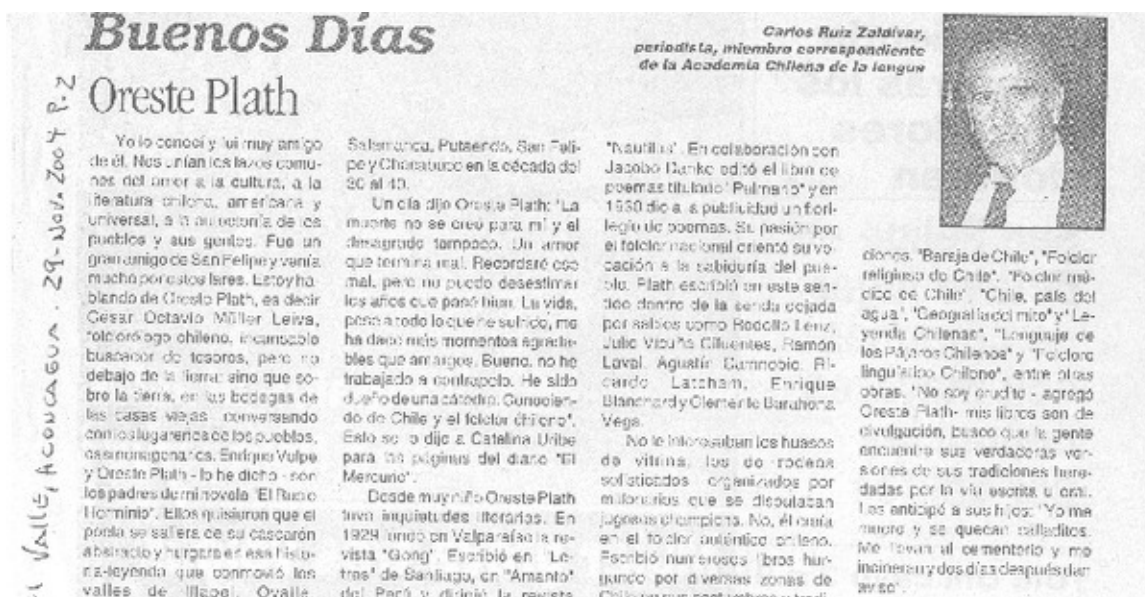 Buenos Días
Carlos Ruiz Zaldívar,
periodista, miembro correspondiente
de la Academia Chilena de la lengua
Oreste Plath
Yo lo conocí y fui muy amigo
de él. Nos unían los lazos comu-
nes del amor a la cultura, a la
literatura chilena, americana y
universal, a la autoctonía de los
pueblos y sus gentes. Fue un
gran amigo de San Felipe y venía
mucho por estos lares. Estoy ha-
blando de Oreste Plath, es decir
César Octavio Müller Leiva,
folclorólogo chileno, incansable
buscador de tesoros, pero no
debajo de la tierra sino que so-
bre la tierra, en las bodegas de
las casas viejas conversando
con los lugareños de los pueblos,
casi nonagenarios. Enrique Volpe
y Oreste Plath - lo he dicho - son
los padres de mi novela "El Rucio
Herminio". Ellos quisieron que el
poeta se saliera de su cascarón
abstracto y hurgara en esa histo-
ria-leyenda que conmovió los
valles de Illapel, Ovalle,
Salamanca, Putaendo, San Feli-
pe y Chacabuco en la década del
30 al 40.
Un día dijo Oreste Plath: "La
muerte no se creó para mí y el
desagrado tampoco. Un amor
que termina mal. Recordaré ese
mal, pero no puedo desestimar
los años que pasé bien. La vida,
pese a todo lo que he sufrido, me
ha dado más momentos agrada-
bles que amargos. Bueno, no he
trabajado a contrapelo. He sido
dueño de una cátedra. Conocien-
do de Chile y el folclor chileno".
Esto se lo dijo a Catalina Uribe
para las páginas del diario "El
Mercurio".
Desde muy niño Oreste Plath
tuvo inquietudes literarias. En
1929 fundó en Valparaíso la re-
vista "Gong". Escribió en "Le-
tras" de Santiago, en "Amauta"
del Perú y dirigió la revista
"Nautilus". En colaboración con
Jacobo Danke editó el libro de
poemas titulado "Poemario" y en
1930 dio a la publicidad un flori-
legio de poemas. Su pasión por
el folclor nacional orientó su vo-
cación a la sabiduría del pue-
blo. Plath escribió en este sen-
tido dentro de la senda dejada
por sabios como Rodolfo Lenz,
Julio Vicuña Cifuentes, Ramón
Laval, Agustín Cannobio, Ri-
cardo Latcham, Enrique
Blanchard y Clemente Barahona
Vega.
No le interesaban los huasos
de vitrina, los de rodeos
sofisticados organizados por
millonarios que se disputaban
jugosos champions. No, él creía
en el folclor auténtico chileno.
Escribió numerosos libros hur-
gando por diversas zonas de
Chile en sus costumbres y tradi-
ciones. "Baraja de Chile", "Folclor
religioso de Chile", "Folclor mé-
dico de Chile", "Chile, país del
agua", "Geografía del mito" y "Le-
yenda Chilenas", "Lenguaje de
los Pájaros Chilenos" y "Folclore
lingüístico Chileno", entre otras
obras. "No soy erudito - agregó
Oreste Plath- mis libros son de
divulgación, busco que la gente
encuentre sus verdaderas ver-
siones de sus tradiciones here-
dadas por la vía escrita u oral.
Les anticipó a sus hijos: "Yo me
muero y se quedan calladitos.
Me llevan al cementerio y me
incineran y dos días después dan
aviso".
Valle, Aconcagua. 29-Nov. 2004 P.2